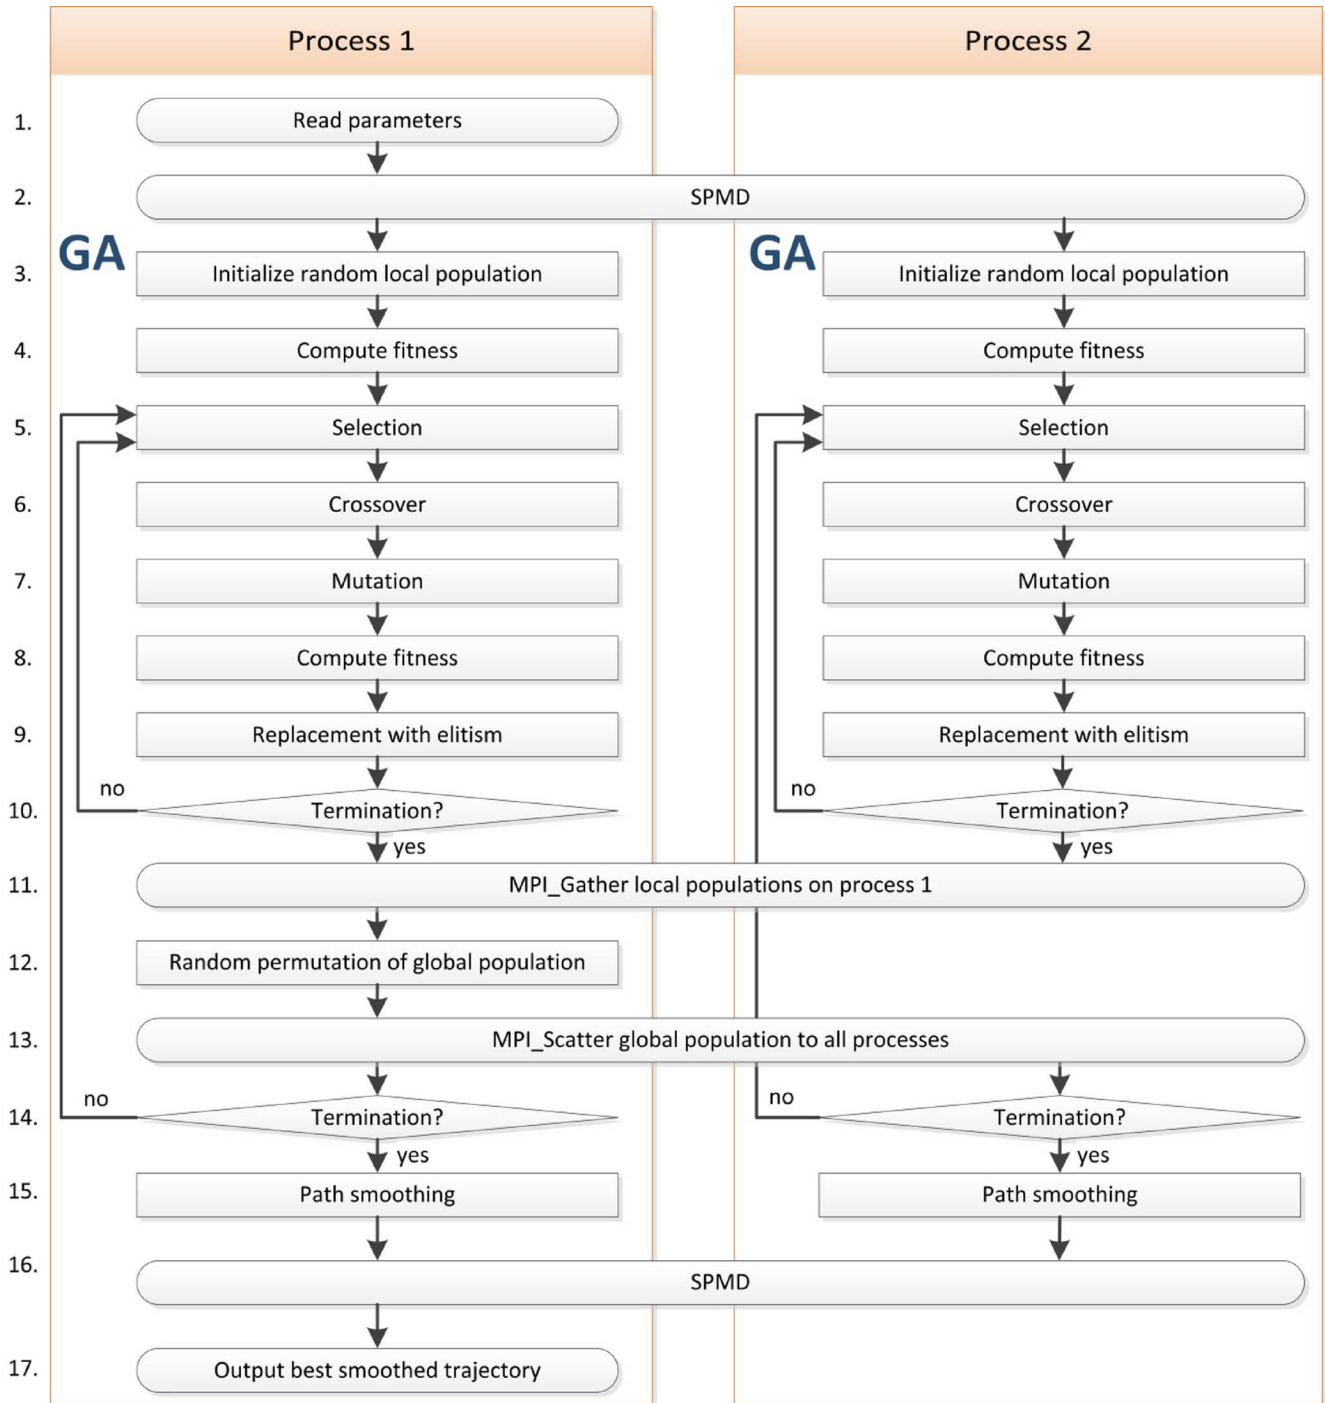 Process 1 Process 2
1. Read parameters
2. SPMD
GA GA
3. Initialize random local population Initialize random local population
4. Compute fitness Compute fitness
5. Selection Selection
6. Crossover Crossover
7. Mutation Mutation
8. Compute fitness Compute fitness
9. Replacement with elitism Replacement with elitism
no no
10. Termination? Termination?
yes yes
11. MPI_Gather local populations on process 1
12. Random permutation of global population
13. MPI_Scatter global population to all processes
no no
14. Termination? Termination?
yes yes
15. Path smoothing Path smoothing
16. SPMD
17. Output best smoothed trajectory